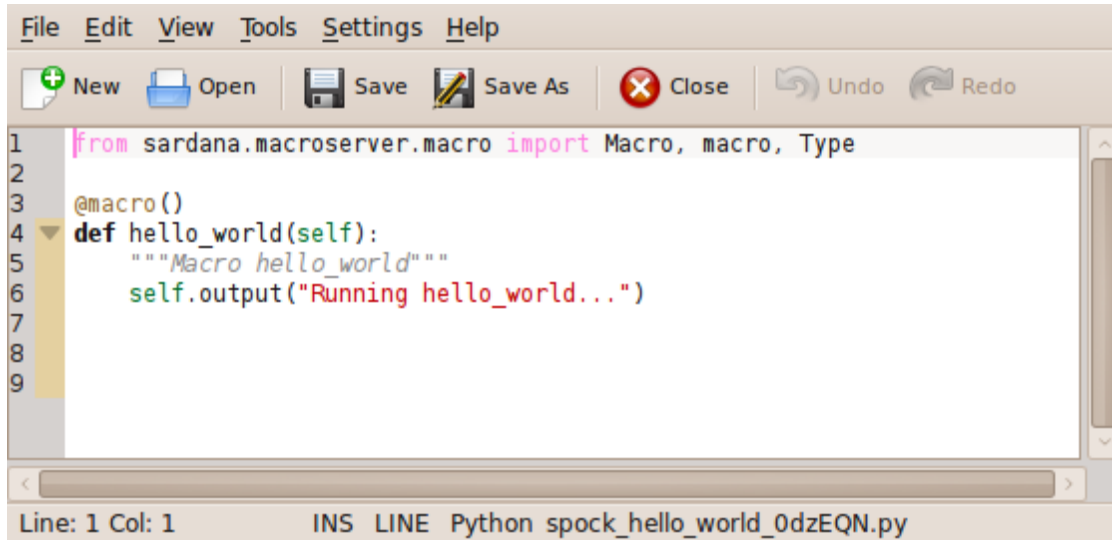 File Edit View Tools Settings Help
New Open Save Save As Close Undo Redo
1 from sardana.macroserver.macro import Macro, macro, Type
2
3 @macro()
4 def hello_world(self):
5     """Macro hello_world"""
6     self.output("Running hello_world...")
7
8
9
Line: 1 Col: 1 INS LINE Python spock_hello_world_0dzEQN.py